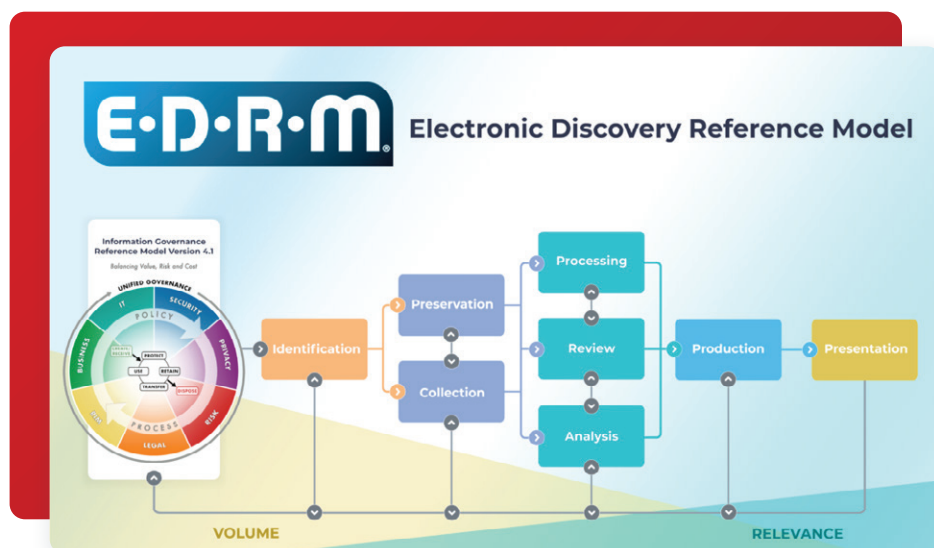 E·D·R·M®
Electronic Discovery Reference Model
Information Governance
Reference Model Version 4.1
Balancing Value, Risk and Cost
UNIFIED GOVERNANCE
IT
SECURITY
PRIVACY
RISK
LEGAL
BUSINESS
POLICY
PROCESS
PROTECT
USE
RETAIN
TRANSFER
DISPOSE
Identification
Preservation
Collection
Processing
Review
Analysis
Production
Presentation
VOLUME
RELEVANCE